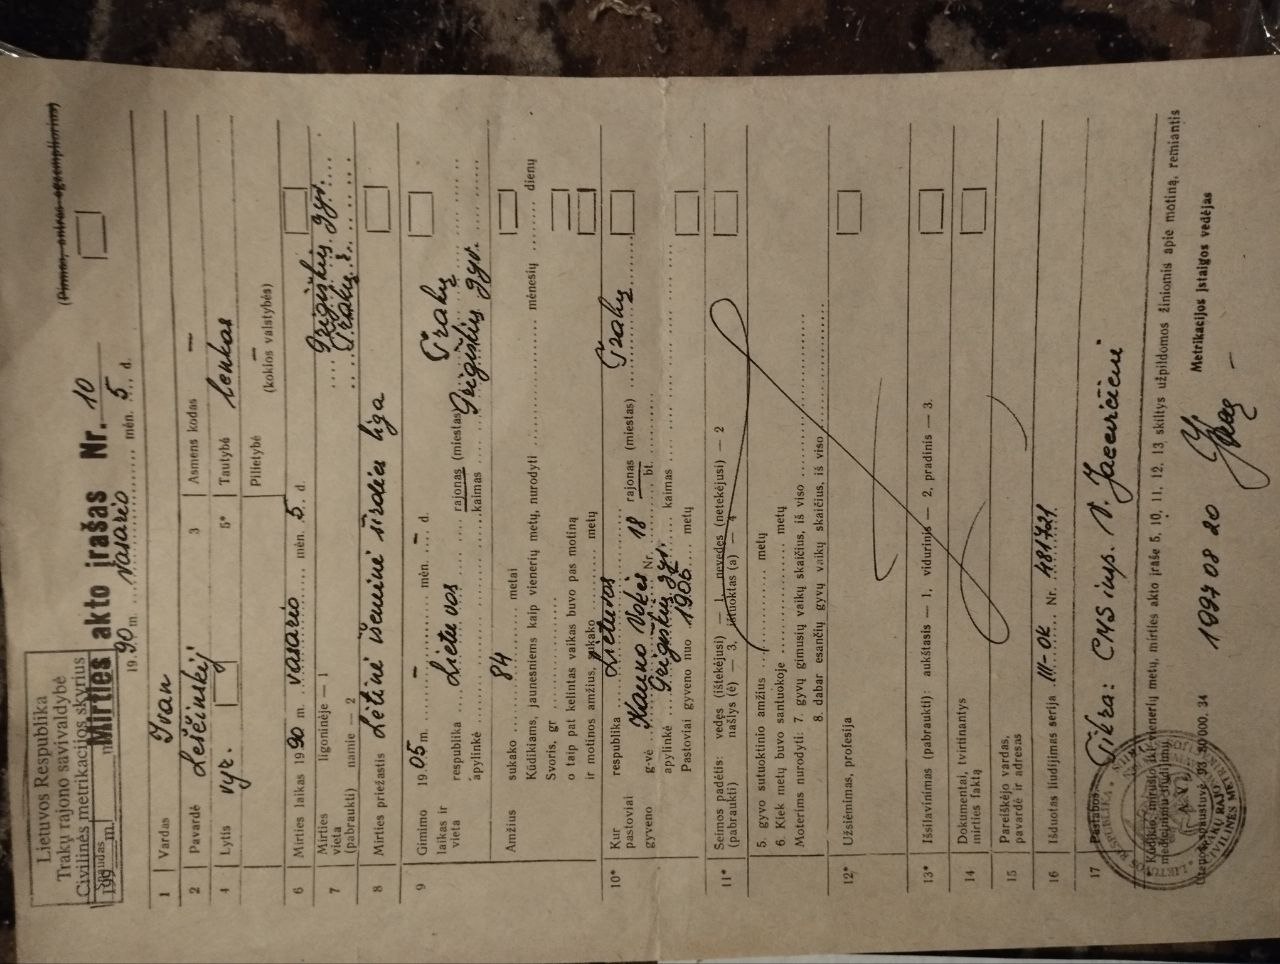 Lietuvos Respublika
Trakų rajono savivaldybė
Civilinės metrikacijos skyrius
Spaudas
199 m.
(Pirmas, antras egzempliorius)
Mirties akto įrašas Nr. 10
1990 m. vasario mėn. 5 d.
1 Vardas Ivan
2 Pavardė Leščinskij 3 Asmens kodas —
4 Lytis vyr. 5* Tautybė lenkas
Pilietybė —
(kokios valstybės)
6 Mirties laikas 1990 m. vasario mėn. 5 d.
7 Mirties vieta (pabraukti) ligoninėje — 1 Grigiškių gyv.
namie — 2 Trakų r.
8 Mirties priežastis Lėtinė išeminė širdies liga
9 Gimimo laikas ir vieta 1905 m. — mėn. — d.
respublika Lietuvos rajonas (miestas) Trakų
apylinkė kaimas Grigiškių gyv.
Amžius sukako 84 metai
Kūdikiams, jaunesniems kaip vienerių metų, nurodyti mėnesių dienų
Svoris, gr
o taip pat kelintas vaikas buvo pas motiną
ir motinos amžius, sukako metų
10* Kur pastoviai gyveno respublika Lietuvos rajonas (miestas) Trakų
g-vė Kauno Vokės Nr. 18 bt.
apylinkė Grigiškių gyv. kaimas
Pastoviai gyveno nuo 1906 metų
11* Šeimos padėtis: vedęs (ištekėjusi) — 1, nevedęs (netekėjusi) — 2
(pabraukti) našlys (ė) — 3, ištuoktas (a) — 4
5. gyvo sutuoktinio amžius metų
6. Kiek metų buvo santuokoje metų
Moterims nurodyti: 7. gyvų gimusių vaikų skaičius, iš viso
8. dabar esančių gyvų vaikų skaičius, iš viso
12* Užsiėmimas, profesija
13* Išsilavinimas (pabraukti): aukštasis — 1, vidurinis — 2, pradinis — 3.
14 Dokumentai, tvirtinantys
mirties faktą
15 Pareiškėjo vardas,
pavardė ir adresas
16 Išduotas liudijimas serija III-OK Nr. 481721
17 Pastabos. Tikra: CMS insp. V. Jacevičienė
Kūdikio, mirusio iki vienerių metų, mirties akto įraše 5, 10, 11, 12, 13 skiltys užpildomos žiniomis apie motiną, remiantis
medicininiu liudijimu
A. V.
Metrikacijos įstaigos vedėjas
Utenos spaustuvė 93. 80 000. 34
1997 08 20